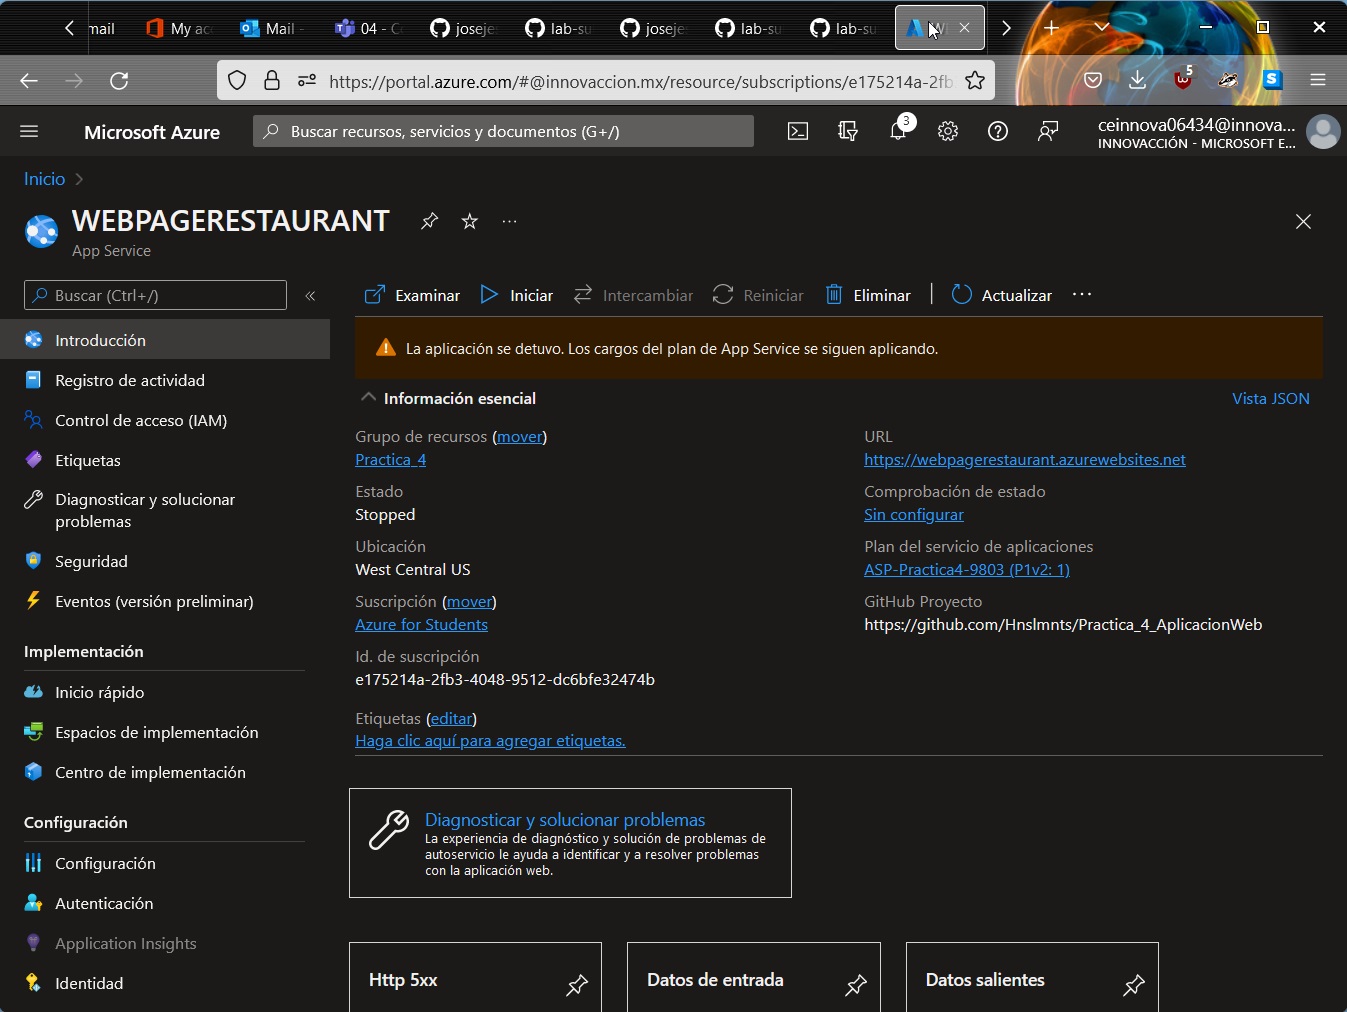 mail
My acc
Mail -
04 - C
joseje
lab-su
joseje
lab-su
lab-su
https://portal.azure.com/#@innovaccion.mx/resource/subscriptions/e175214a-2fb
5
S
Microsoft Azure
Buscar recursos, servicios y documentos (G+/)
3
ceinnova06434@innova...
INNOVACCIÓN - MICROSOFT E...
Inicio
WEBPAGERESTAURANT
App Service
Buscar (Ctrl+/)
Examinar
Iniciar
Intercambiar
Reiniciar
Eliminar
Actualizar
Introducción
Registro de actividad
Control de acceso (IAM)
Etiquetas
Diagnosticar y solucionar
problemas
Seguridad
Eventos (versión preliminar)
Implementación
Inicio rápido
Espacios de implementación
Centro de implementación
Configuración
Configuración
Autenticación
Application Insights
Identidad
La aplicación se detuvo. Los cargos del plan de App Service se siguen aplicando.
Información esencial
Vista JSON
Grupo de recursos (mover)
Practica_4
Estado
Stopped
Ubicación
West Central US
Suscripción (mover)
Azure for Students
Id. de suscripción
e175214a-2fb3-4048-9512-dc6bfe32474b
URL
https://webpagerestaurant.azurewebsites.net
Comprobación de estado
Sin configurar
Plan del servicio de aplicaciones
ASP-Practica4-9803 (P1v2: 1)
GitHub Proyecto
https://github.com/Hnslmnts/Practica_4_AplicacionWeb
Etiquetas (editar)
Haga clic aquí para agregar etiquetas.
Diagnosticar y solucionar problemas
La experiencia de diagnóstico y solución de problemas de
autoservicio le ayuda a identificar y a resolver problemas
con la aplicación web.
Http 5xx
Datos de entrada
Datos salientes